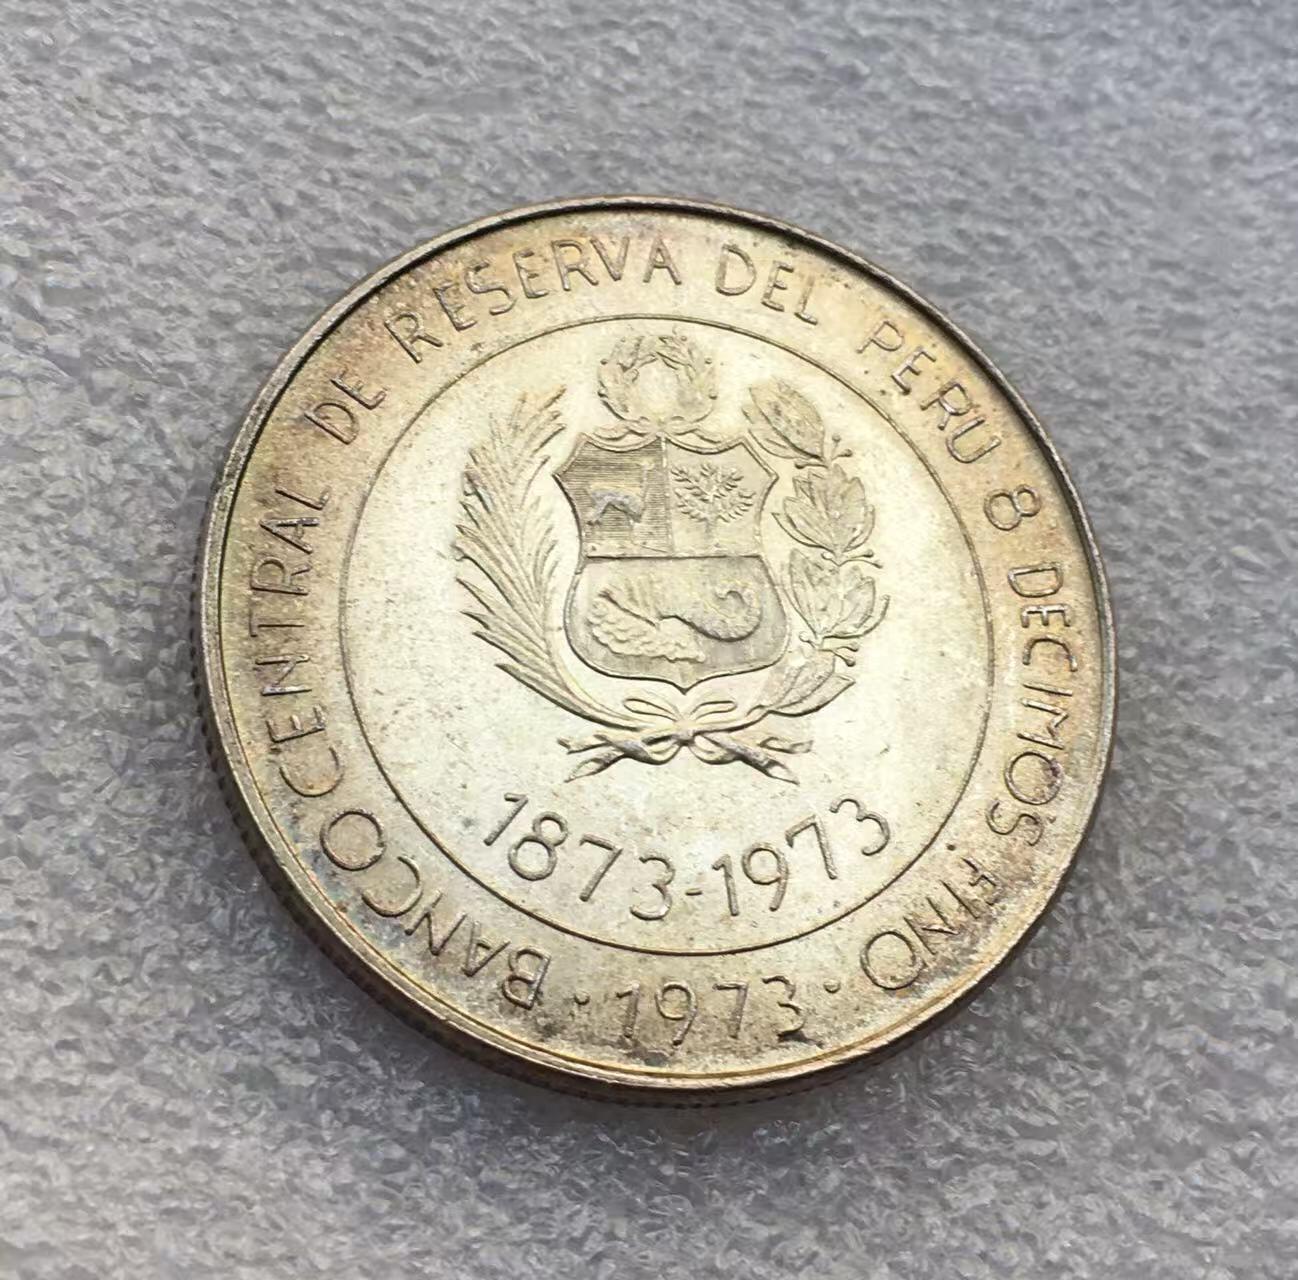 BANCO CENTRAL DE RESERVA DEL PERU 8 DECIMOS FINO
1873-1973
· 1973 ·